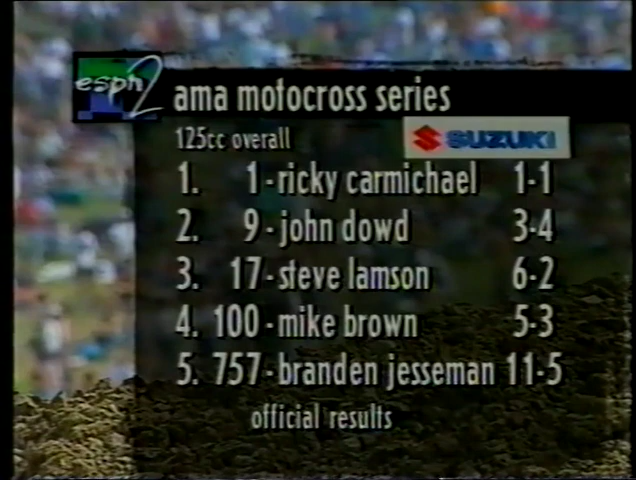 espn2
ama motocross series
125cc overall
SUZUKI
1. 1 - ricky carmichael 1-1
2. 9 - john dowd 3-4
3. 17 - steve lamson 6-2
4. 100 - mike brown 5-3
5. 757 - branden jesseman 11-5
official results